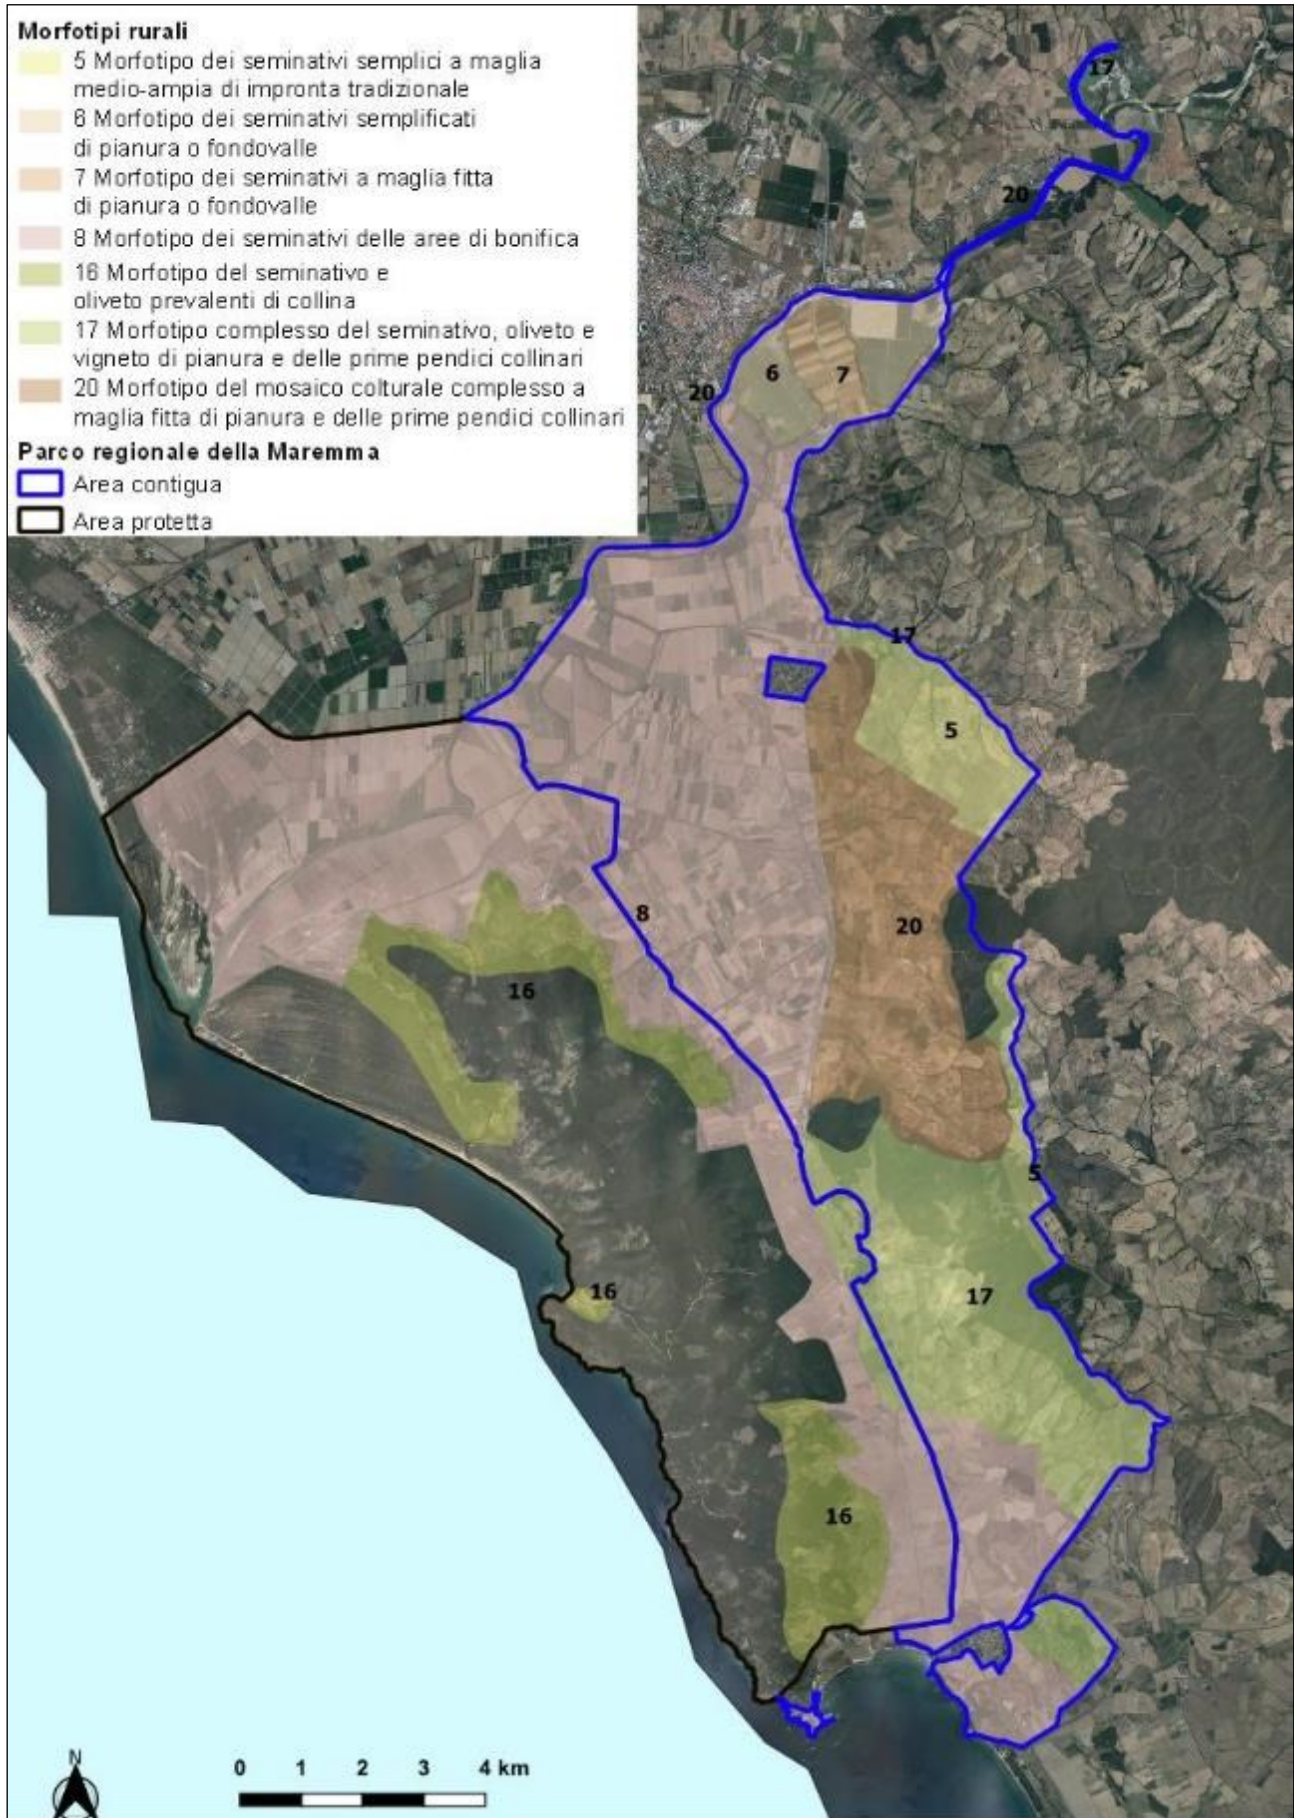 Morfotipi rurali
5 Morfotipo dei seminativi semplici a maglia
medio-ampia di impronta tradizionale
6 Morfotipo dei seminativi semplificati
di pianura o fondovalle
7 Morfotipo dei seminativi a maglia fitta
di pianura o fondovalle
8 Morfotipo dei seminativi delle aree di bonifica
16 Morfotipo del seminativo e
oliveto prevalenti di collina
17 Morfotipo complesso del seminativo, oliveto e
vigneto di pianura e delle prime pendici collinari
20 Morfotipo del mosaico colturale complesso a
maglia fitta di pianura e delle prime pendici collinari
Parco regionale della Maremma
Area contigua
Area protetta
17
20
6
7
20
17
5
8
20
16
5
16
17
16
N
0 1 2 3 4 km